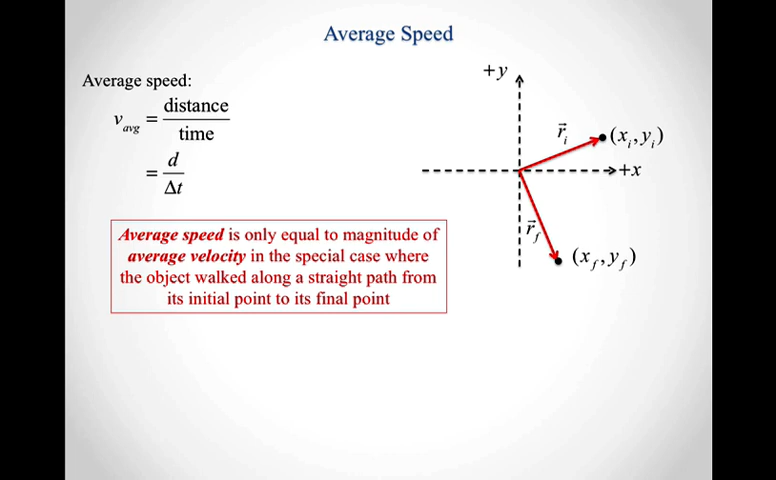 Average Speed
Average speed:
v_avg = distance / time
= d / Δt
Average speed is only equal to magnitude of
average velocity in the special case where
the object walked along a straight path from
its initial point to its final point
+y
r⃗_i
(x_i, y_i)
+x
r⃗_f
(x_f, y_f)